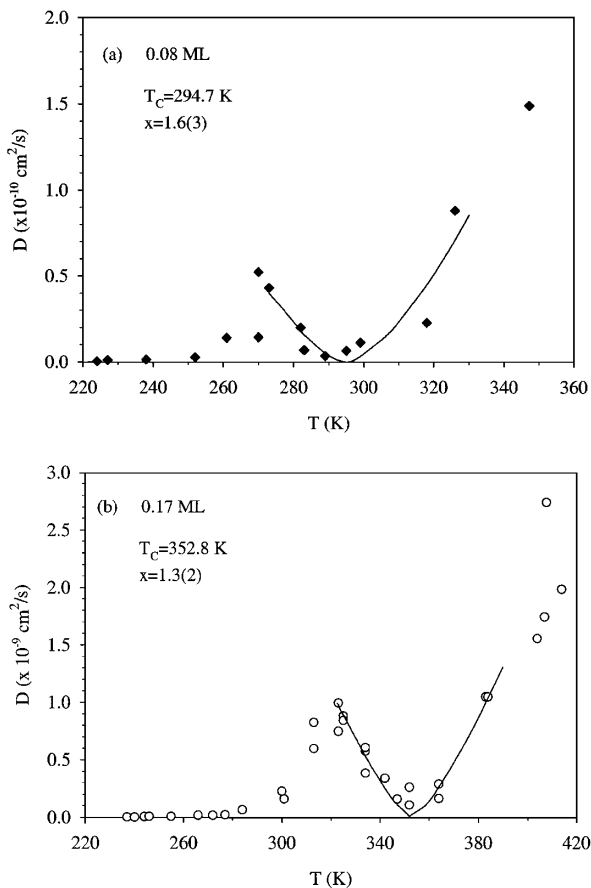 2.0
(a) 0.08 ML
T_C=294.7 K
x=1.6(3)
1.5
1.0
0.5
0.0
D (x10^-10 cm^2/s)
220 240 260 280 300 320 340 360
T (K)
3.0
(b) 0.17 ML
2.5
T_C=352.8 K
x=1.3(2)
2.0
1.5
1.0
0.5
0.0
D (x 10^-9 cm^2/s)
220 260 300 340 380 420
T (K)